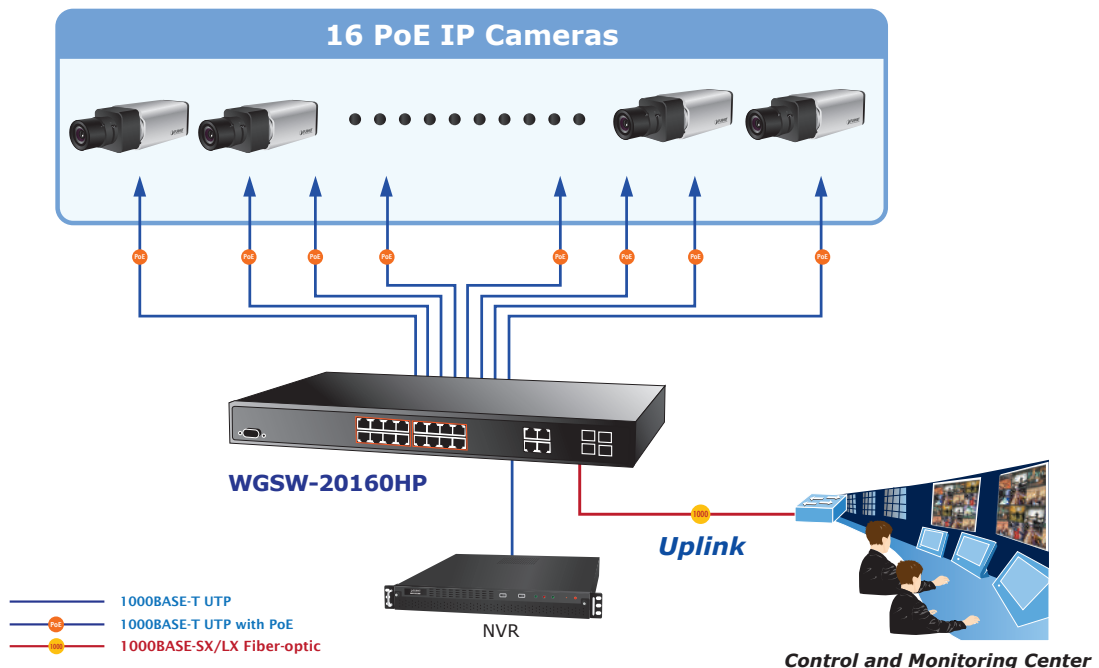 16 PoE IP Cameras
PoE PoE PoE PoE PoE PoE PoE PoE
WGSW-20160HP
1000
Uplink
NVR
1000BASE-T UTP
PoE 1000BASE-T UTP with PoE
1000 1000BASE-SX/LX Fiber-optic
Control and Monitoring Center